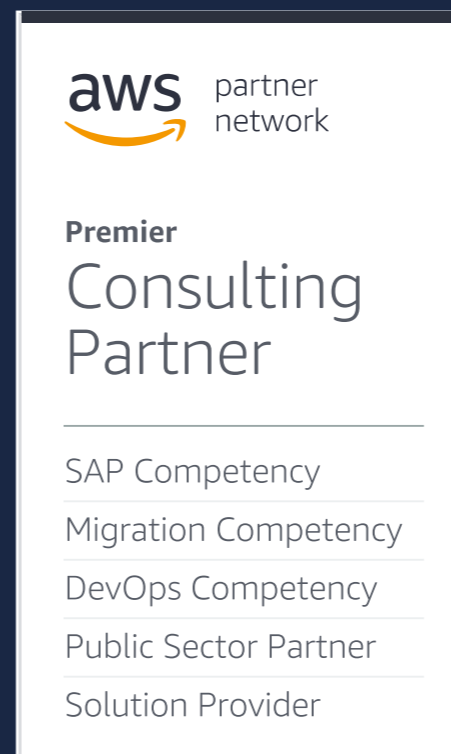 aws partner
network
Premier
Consulting
Partner
SAP Competency
Migration Competency
DevOps Competency
Public Sector Partner
Solution Provider